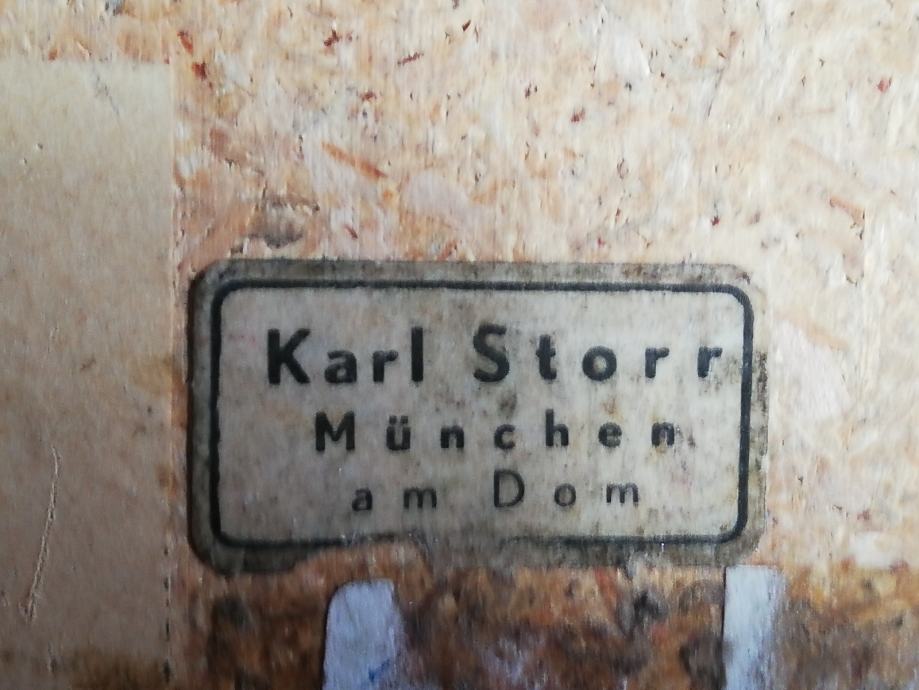 Karl Storr
München
am Dom